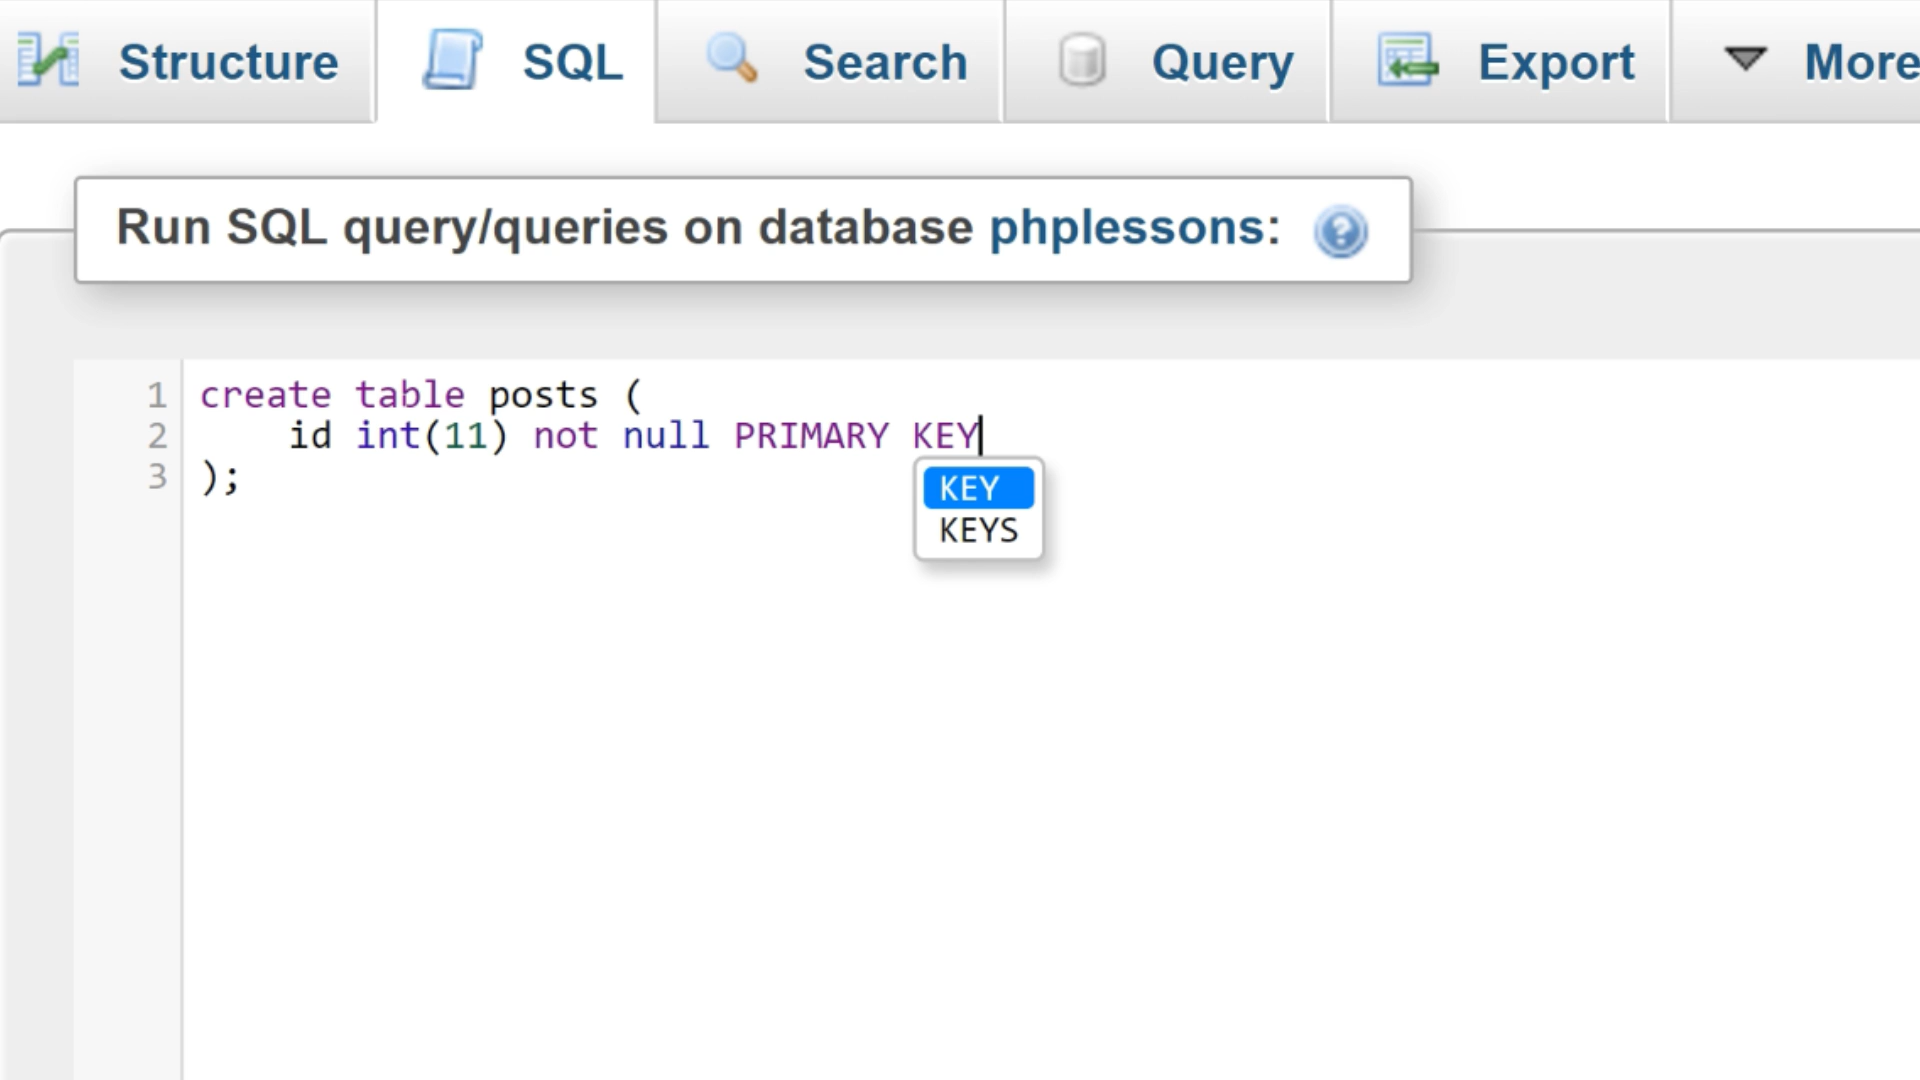 Structure SQL Search Query Export More
Run SQL query/queries on database phplessons:
1 create table posts (
2 id int(11) not null PRIMARY KEY
3 );
KEY
KEYS